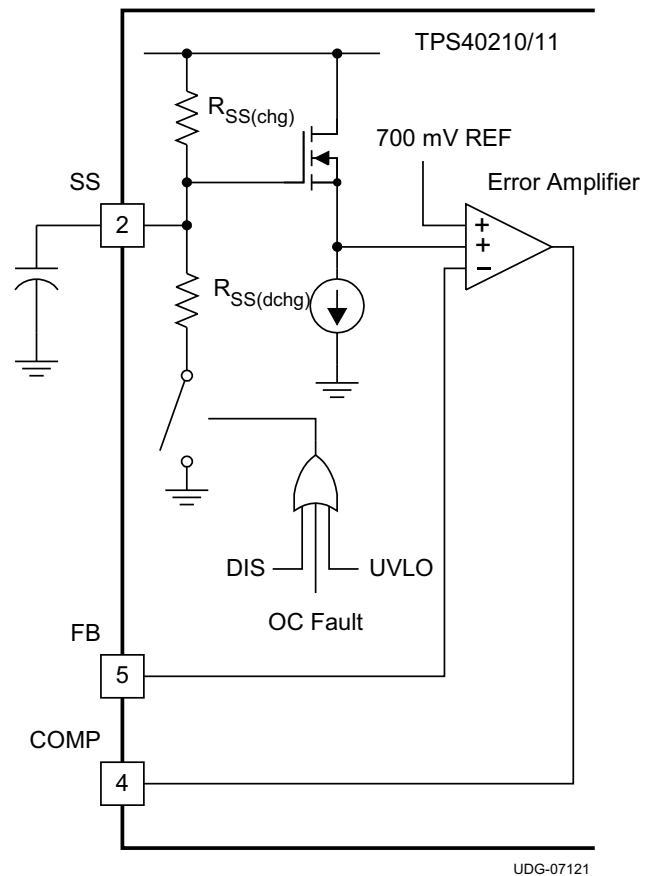 TPS40210/11
RSS(chg)
700 mV REF
SS
Error Amplifier
2
+
+
−
RSS(dchg)
DIS
UVLO
OC Fault
FB
5
COMP
4
UDG-07121